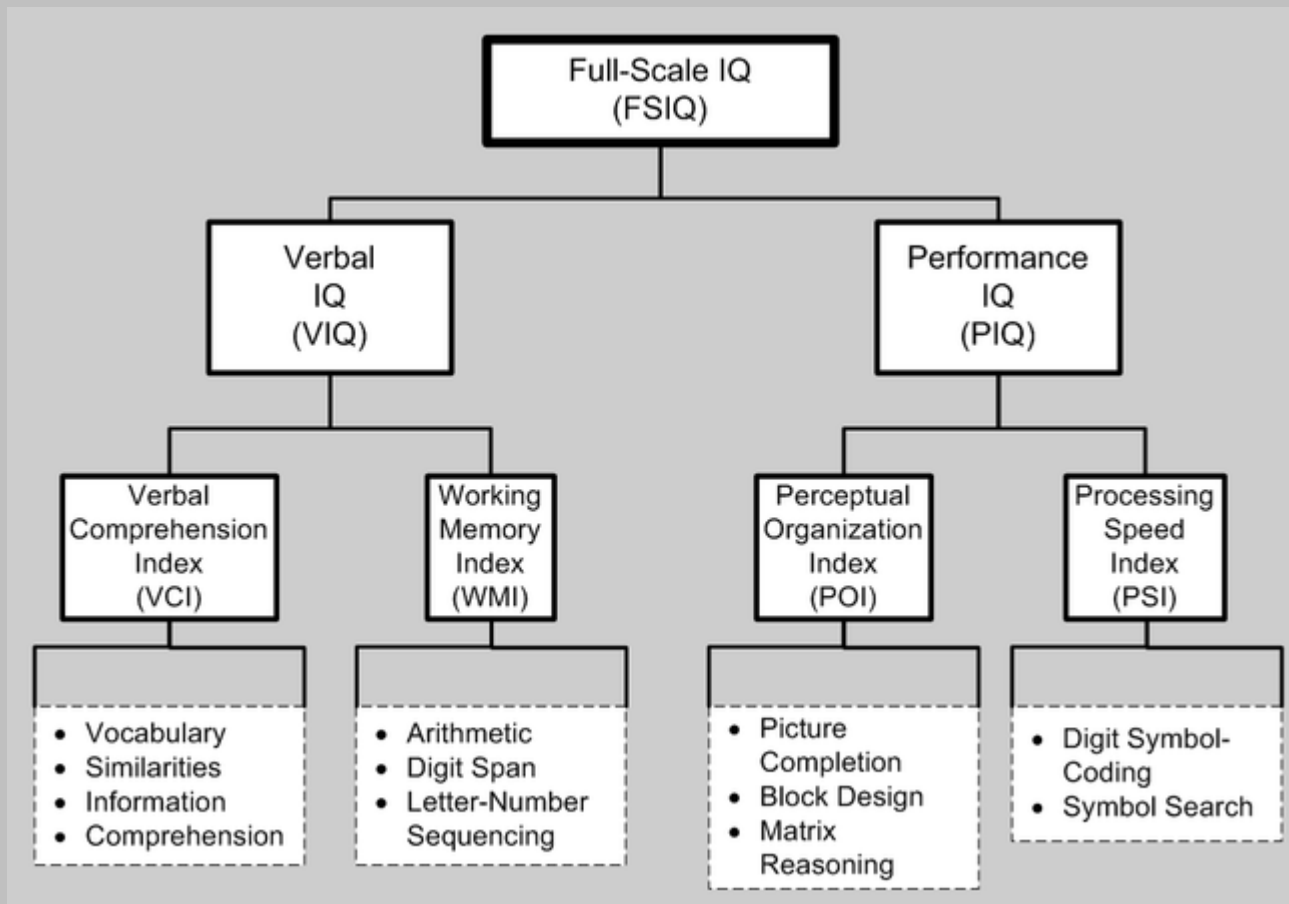 Full-Scale IQ
(FSIQ)
Verbal
IQ
(VIQ)
Performance
IQ
(PIQ)
Verbal
Comprehension
Index
(VCI)
Working
Memory
Index
(WMI)
Perceptual
Organization
Index
(POI)
Processing
Speed
Index
(PSI)
• Vocabulary
• Similarities
• Information
• Comprehension
• Arithmetic
• Digit Span
• Letter-Number
Sequencing
• Picture
Completion
• Block Design
• Matrix
Reasoning
• Digit Symbol-
Coding
• Symbol Search